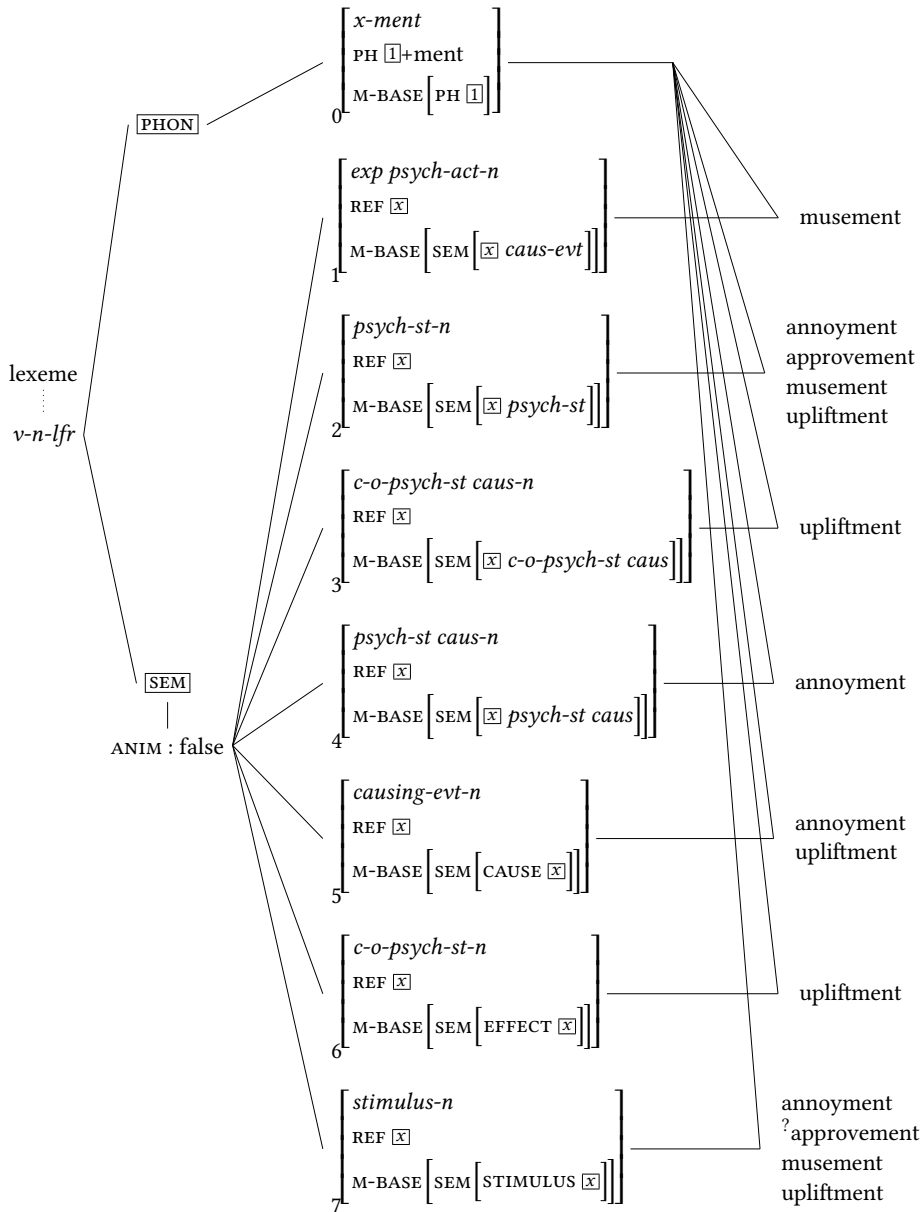 x-ment
PH 1+ment
M-BASE[PH 1]
0
PHON
exp psych-act-n
REF x
M-BASE[SEM[x caus-evt]]
1
musement
psych-st-n
REF x
M-BASE[SEM[x psych-st]]
2
annoyment
approvement
musement
upliftment
lexeme
v-n-lfr
c-o-psych-st caus-n
REF x
M-BASE[SEM[x c-o-psych-st caus]]
3
upliftment
psych-st caus-n
REF x
M-BASE[SEM[x psych-st caus]]
4
annoyment
SEM
ANIM : false
causing-evt-n
REF x
M-BASE[SEM[CAUSE x]]
5
annoyment
upliftment
c-o-psych-st-n
REF x
M-BASE[SEM[EFFECT x]]
6
upliftment
stimulus-n
REF x
M-BASE[SEM[STIMULUS x]]
7
annoyment
?approvement
musement
upliftment